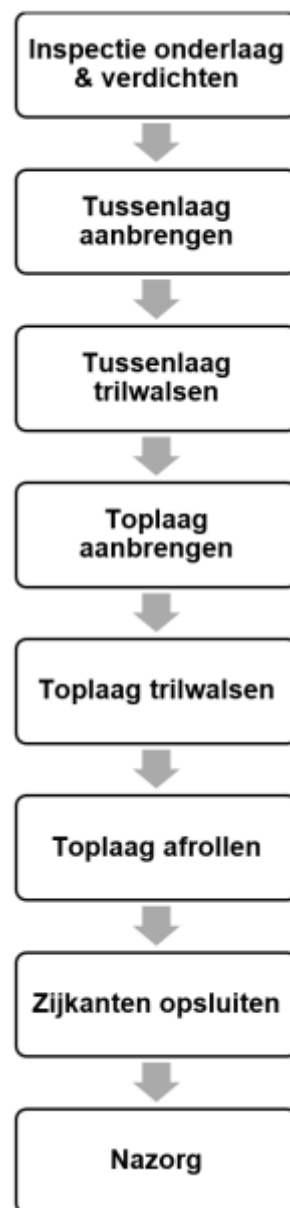 Inspectie onderlaag
& verdichten
Tussenlaag
aanbrengen
Tussenlaag
trilwalsen
Toplaag
aanbrengen
Toplaag trilwalsen
Toplaag afrollen
Zijkanten opsluiten
Nazorg